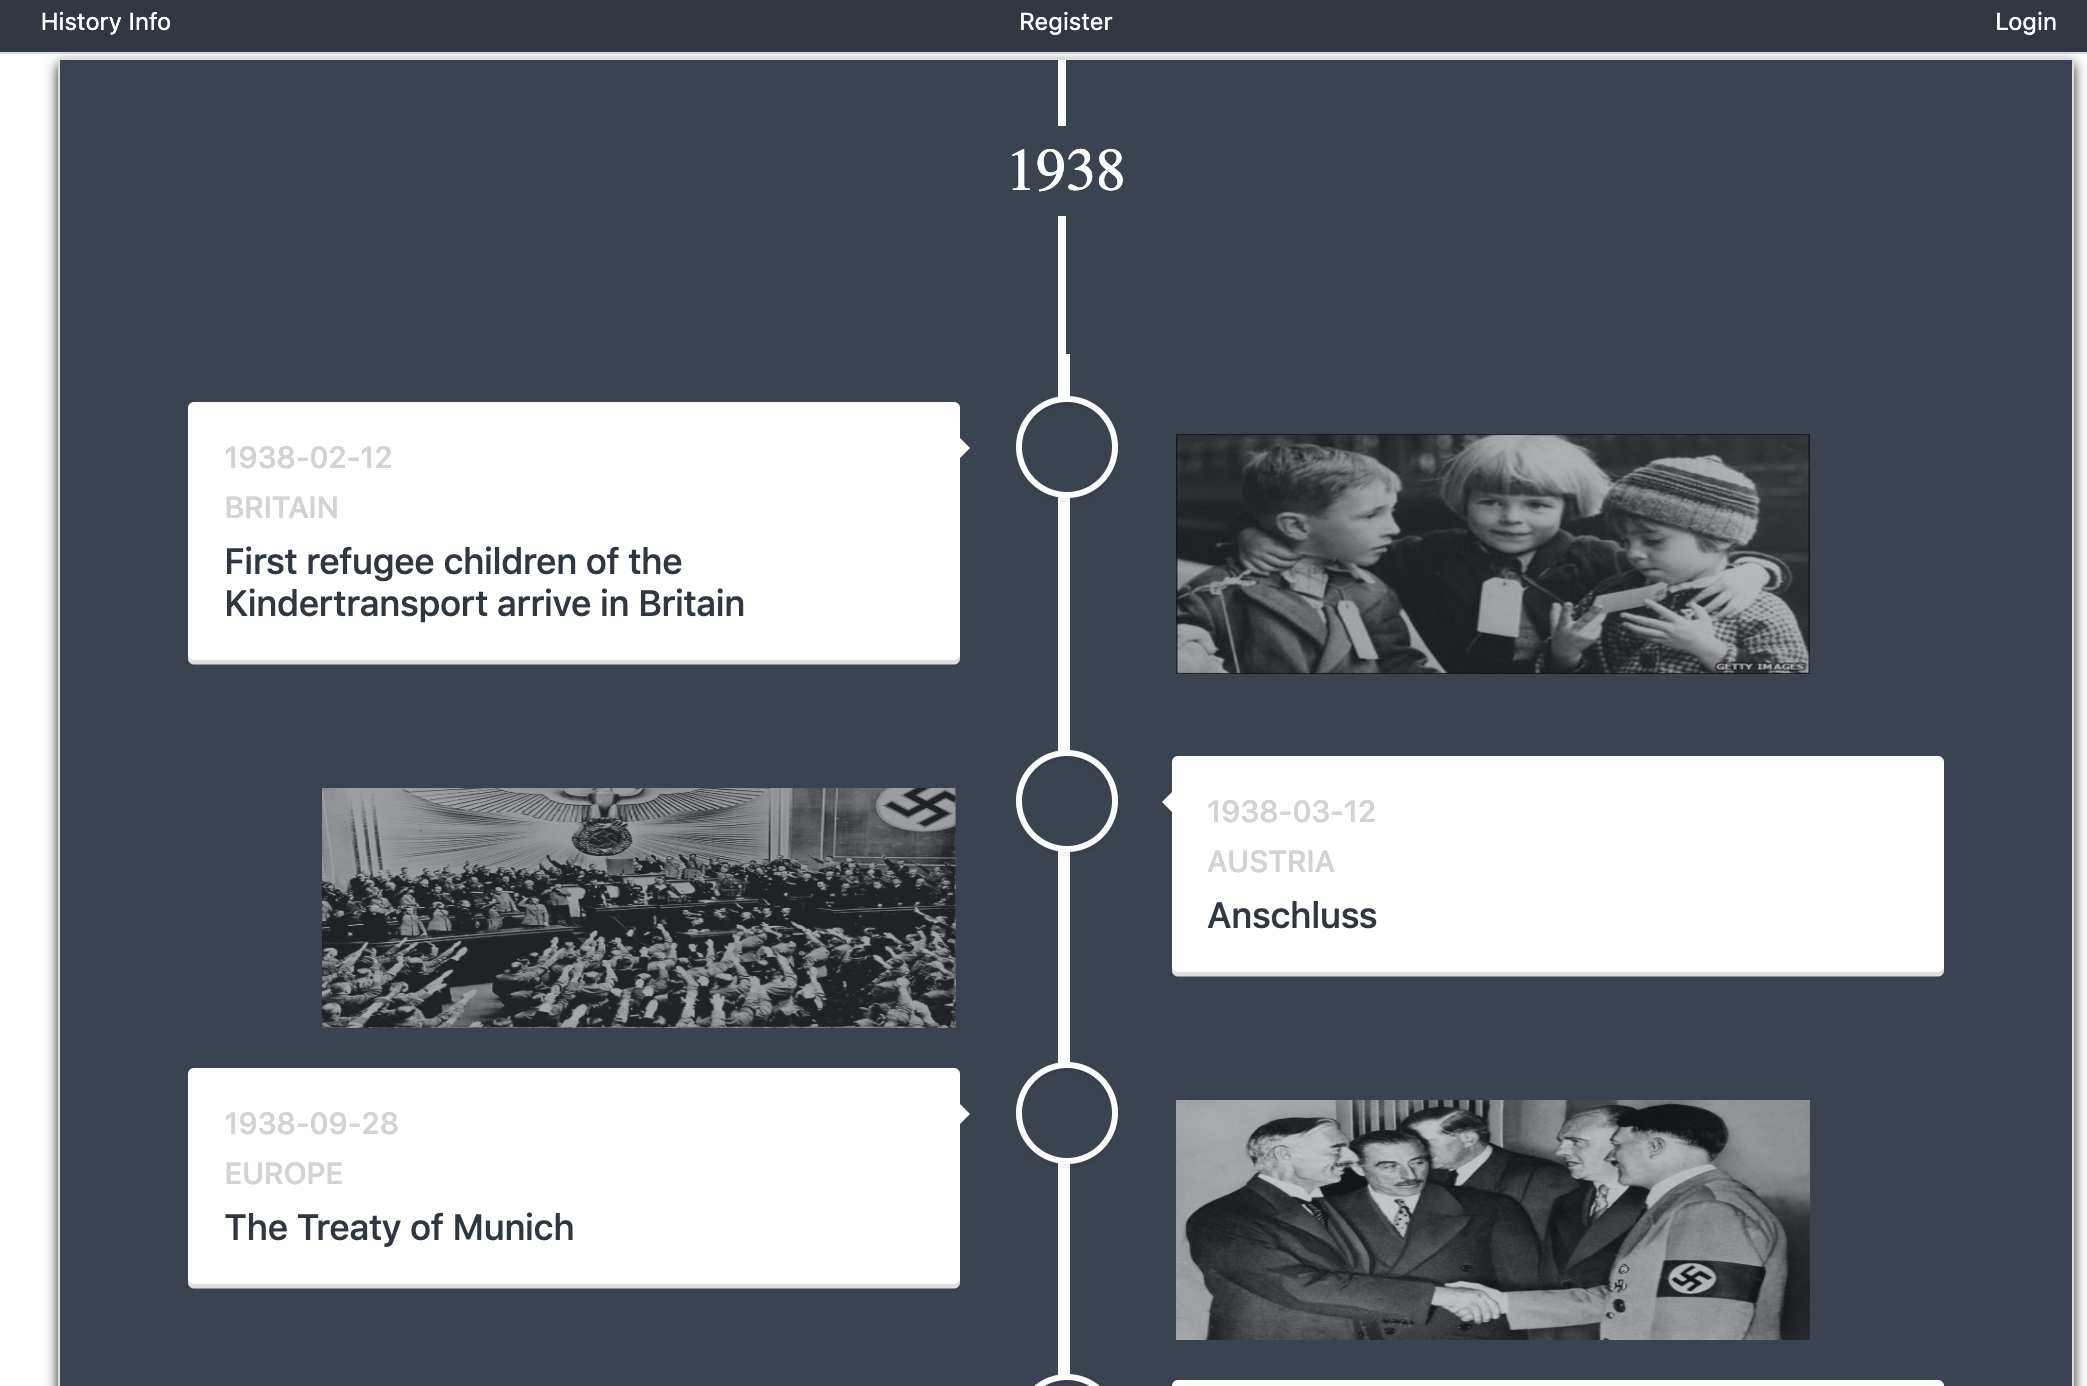 History Info
Register
Login
1938
1938-02-12
BRITAIN
First refugee children of the
Kindertransport arrive in Britain
GETTY IMAGES
1938-03-12
AUSTRIA
Anschluss
1938-09-28
EUROPE
The Treaty of Munich